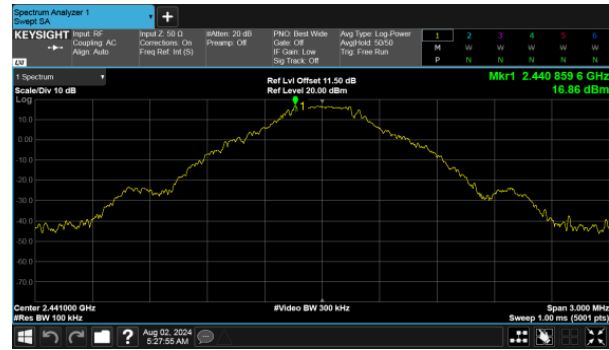 Spectrum Analyzer 1
Swept SA
+
KEYSIGHT Input: RF Input Z: 50 Ω #Atten: 20 dB PNO: Best Wide Avg Type: Log-Power 1 2 3 4 5 6
Coupling: AC Corrections: On Preamp: Off Gate: Off Avg|Hold: 50/50 M W W W W W
Align: Auto Freq Ref: Int (S) IF Gain: Low Trig: Free Run P N N N N N
Sig Track: Off
LXI
1 Spectrum Ref Lvl Offset 11.50 dB Mkr1 2.440 859 6 GHz
Scale/Div 10 dB Ref Level 20.00 dBm 16.86 dBm
Log
1
10.0
0.00
-10.0
-20.0
-30.0
-40.0
-50.0
-60.0
-70.0
Center 2.441000 GHz #Video BW 300 kHz Span 3.000 MHz
#Res BW 100 kHz Sweep 1.00 ms (5001 pts)
? Aug 02, 2024
5:27:55 AM